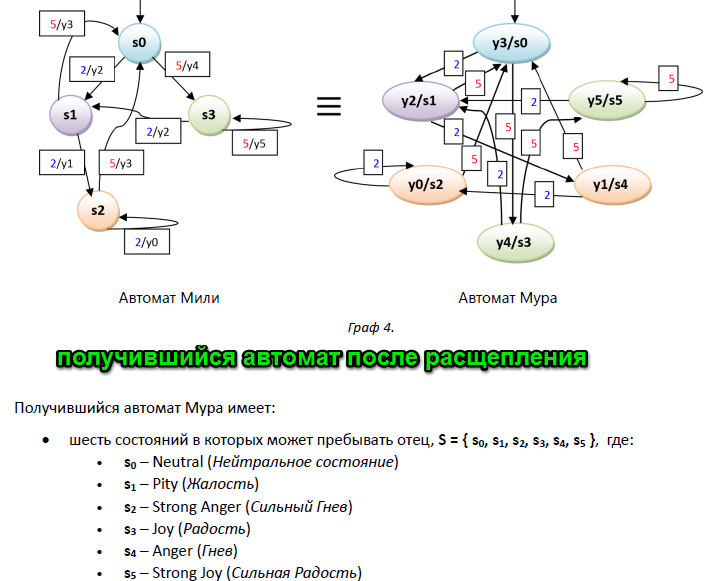 5/y3
s0
y3/s0
2/y2
5/y4
2
5
s1
s3
≡
y2/s1
2
y5/s5
5
2/y2
5/y5
2
5
2/y1
5/y3
2
5
5
5
2
y0/s2
2
y1/s4
s2
2
2/y0
y4/s3
Автомат Мили
Автомат Мура
Граф 4.
получившийся автомат после расщепления
Получившийся автомат Мура имеет:
• шесть состояний в которых может пребывать отец, S = { s0, s1, s2, s3, s4, s5 }, где:
• s0 – Neutral (Нейтральное состояние)
• s1 – Pity (Жалость)
• s2 – Strong Anger (Сильный Гнев)
• s3 – Joy (Радость)
• s4 – Anger (Гнев)
• s5 – Strong Joy (Сильная Радость)